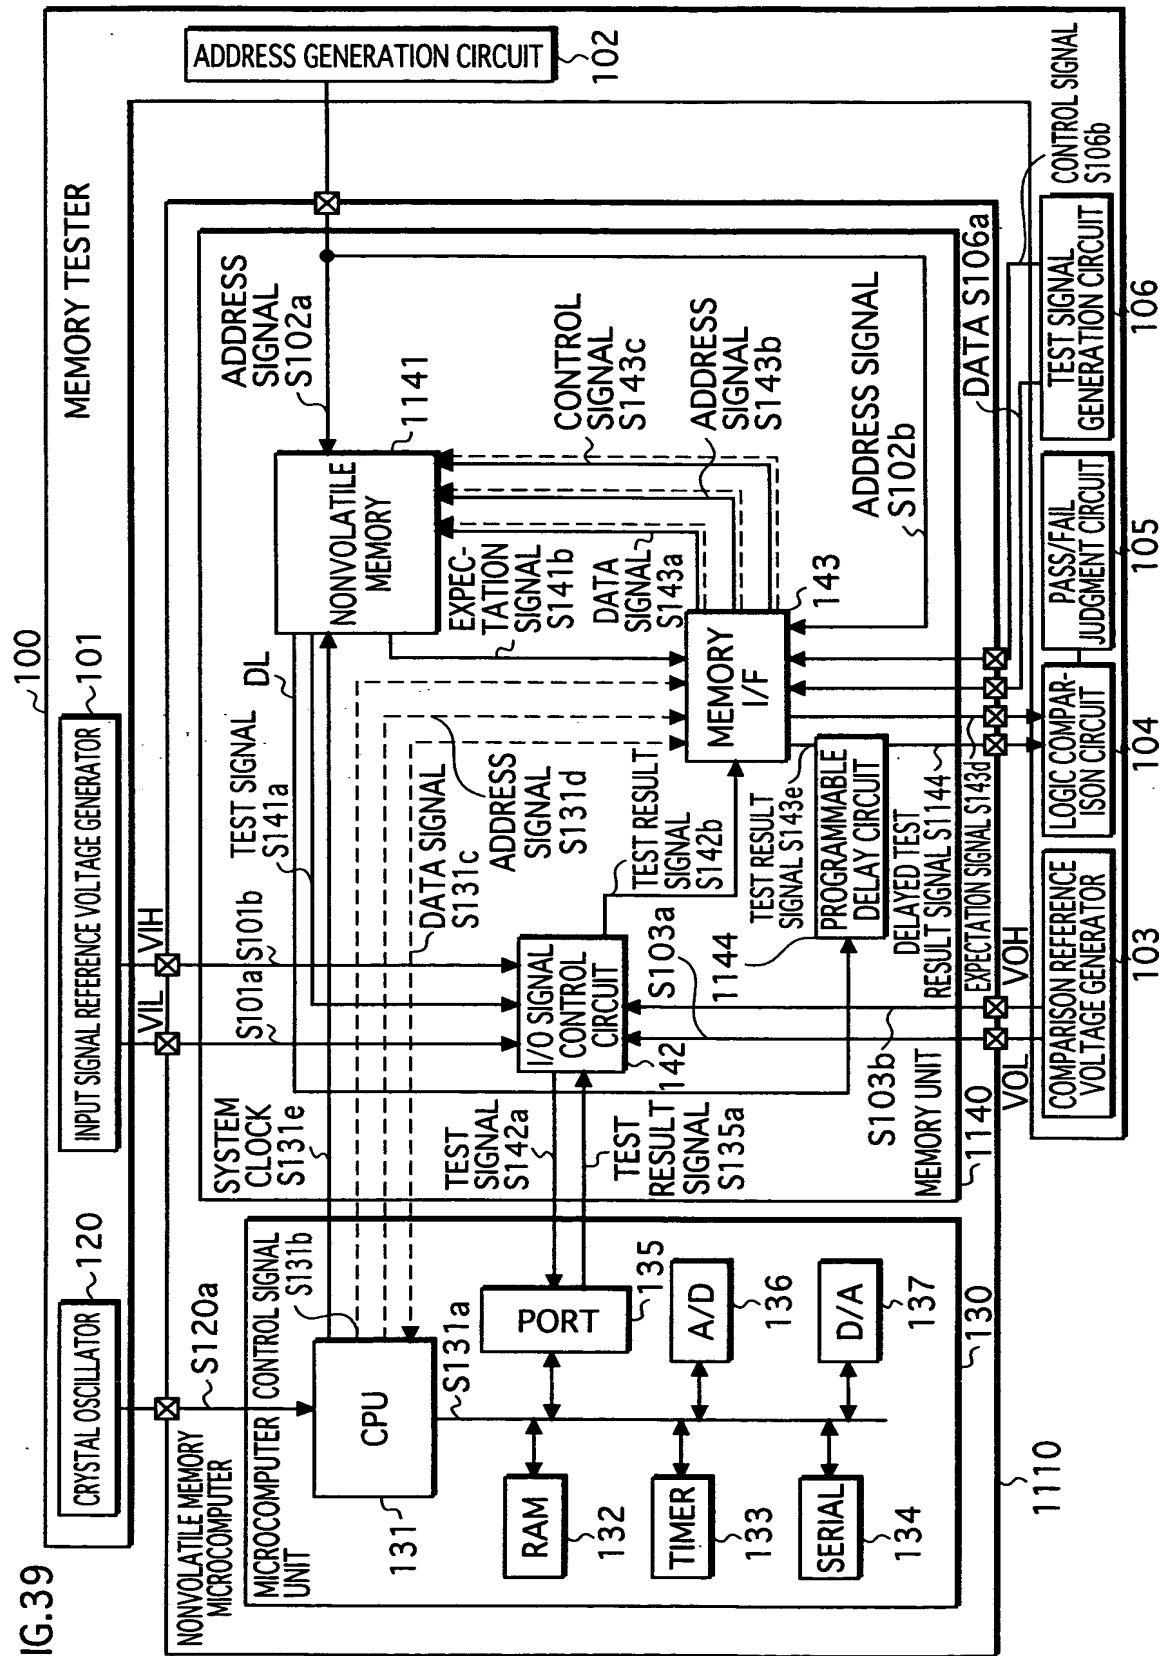 IG.39
MEMORY TESTER
100
CRYSTAL OSCILLATOR
120
INPUT SIGNAL REFERENCE VOLTAGE GENERATOR
101
ADDRESS GENERATION CIRCUIT
102
S120a
VIL
VIH
S101a
S101b
NONVOLATILE MEMORY
MICROCOMPUTER
MICROCOMPUTER
UNIT
CONTROL SIGNAL
S131b
CPU
131
S131a
RAM
132
TIMER
133
SERIAL
134
PORT
135
A/D
136
D/A
137
130
1110
SYSTEM
CLOCK
S131e
TEST SIGNAL
S141a
DL
NONVOLATILE
MEMORY
1141
ADDRESS
SIGNAL
S102a
EXPEC-
TATION
SIGNAL
S141b
DATA
SIGNAL
S143a
CONTROL
SIGNAL
S143c
ADDRESS
SIGNAL
S143b
ADDRESS SIGNAL
S102b
DATA SIGNAL
S131c
ADDRESS
SIGNAL
S131d
TEST
SIGNAL
S142a
TEST
RESULT
SIGNAL
S135a
I/O SIGNAL
CONTROL
CIRCUIT
142
TEST RESULT
SIGNAL
S142b
MEMORY
I/F
143
TEST RESULT
SIGNAL S143e
PROGRAMMABLE
DELAY CIRCUIT
1144
S103a
S103b
DELAYED TEST
RESULT SIGNAL S1144
EXPECTATION SIGNAL S143d
MEMORY UNIT
1140
VOL
VOH
DATA S106a
CONTROL SIGNAL
S106b
COMPARISON REFERENCE
VOLTAGE GENERATOR
103
LOGIC COMPAR-
ISON CIRCUIT
104
PASS/FAIL
JUDGMENT CIRCUIT
105
TEST SIGNAL
GENERATION CIRCUIT
106